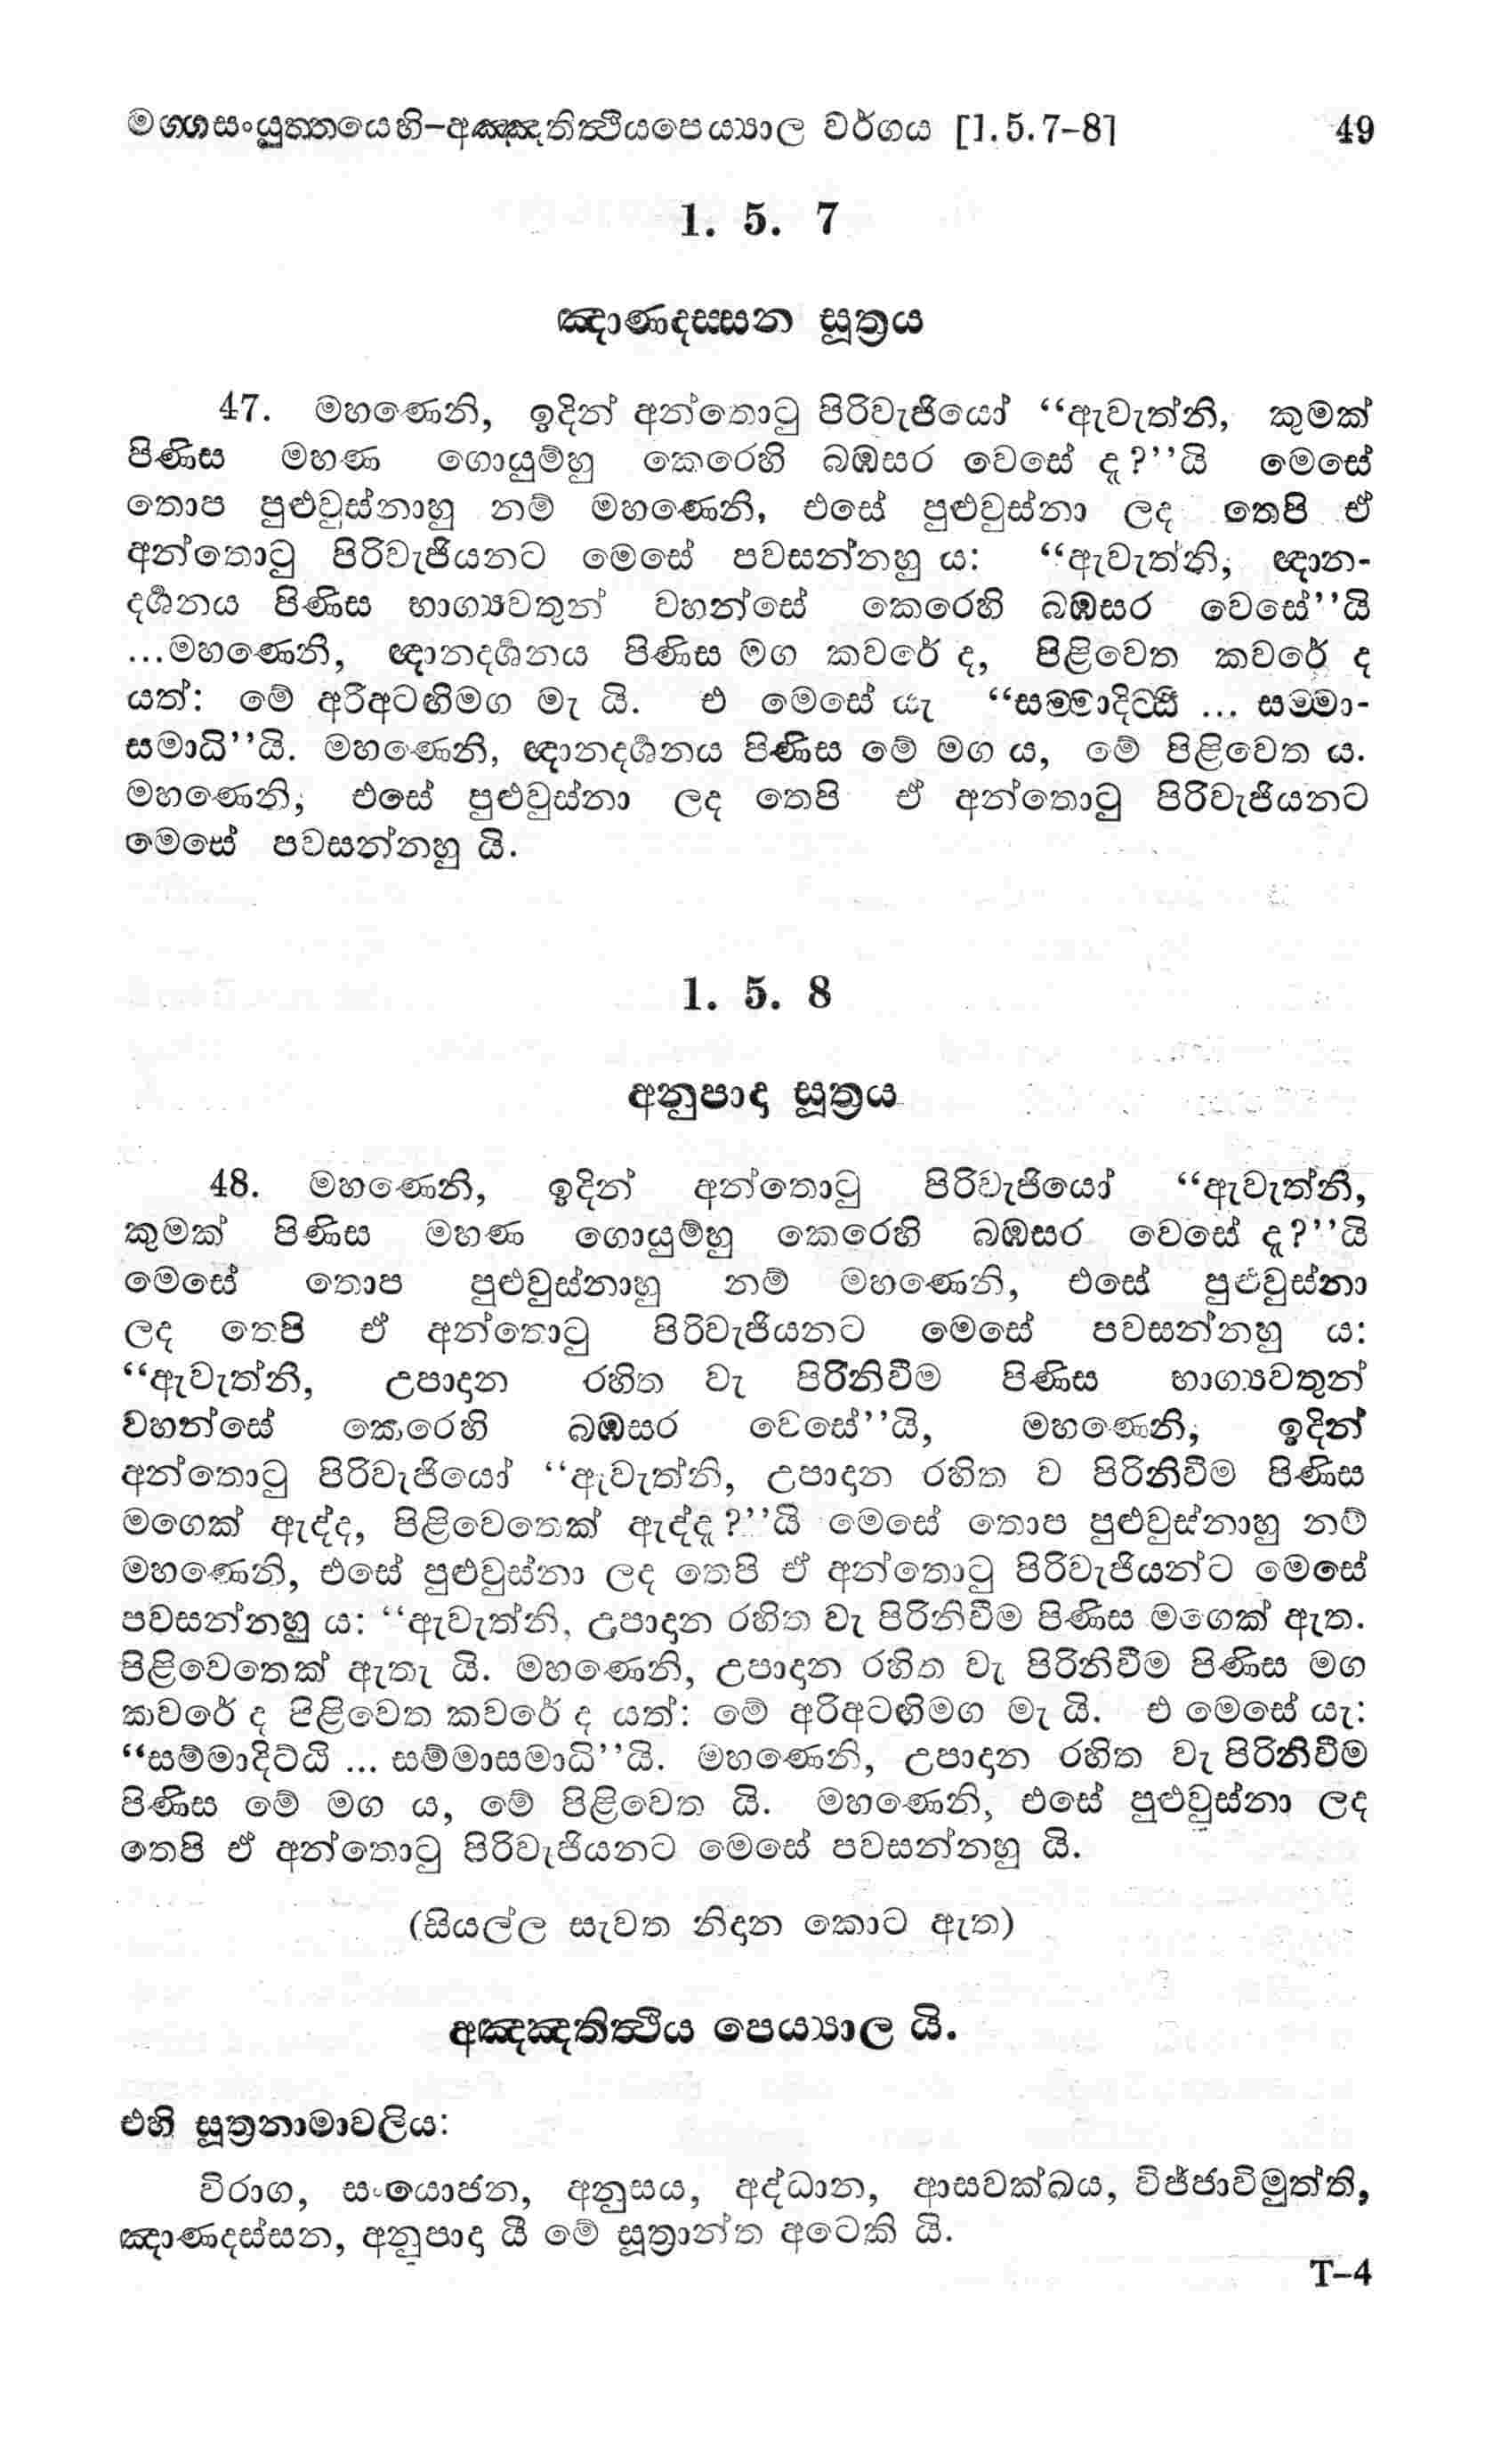 මග්ගසංයුත්තයෙහි–අඤ්ඤතිත්ථියපෙය්‍යාල වර්ගය [1.5.7-8] 49
1. 5. 7
ඤාණදස්සන සූත්‍රය
47. මහණෙනි, ඉදින් අන්තොටු පිරිවැජියෝ “ඇවැත්නි, කුමක්
පිණිස මහණ ගොයුම්හු කෙරෙහි බඹසර වෙසේ දැ?”යි මෙසේ
තොප පුළුවුස්නාහු නම් මහණෙනි, එසේ පුළුවුස්නා ලද තෙපි ඒ
අන්තොටු පිරිවැජියනට මෙසේ පවසන්නහු ය: “ඇවැත්නි, ඥාන-
දර්ශනය පිණිස භාග්‍යවතුන් වහන්සේ කෙරෙහි බඹසර වෙසේ”යි
...මහණෙනි, ඥානදර්ශනය පිණිස මග කවරේ ද, පිළිවෙත කවරේ ද
යත්: මේ අරිඅටඟිමග මැ යි. එ මෙසේ යැ “සම්මාදිට්ඨි ... සම්මා-
සමාධි”යි. මහණෙනි, ඥානදර්ශනය පිණිස මේ මග ය, මේ පිළිවෙත ය.
මහණෙනි, එසේ පුළුවුස්නා ලද තෙපි ඒ අන්තොටු පිරිවැජියනට
මෙසේ පවසන්නහු යි.
1. 5. 8
අනුපාදා සූත්‍රය
48. මහණෙනි, ඉදින් අන්තොටු පිරිවැජියෝ “ඇවැත්නි,
කුමක් පිණිස මහණ ගොයුම්හු කෙරෙහි බඹසර වෙසේ දැ?”යි
මෙසේ තොප පුළුවුස්නාහු නම් මහණෙනි, එසේ පුළුවුස්නා
ලද තෙපි ඒ අන්තොටු පිරිවැජියනට මෙසේ පවසන්නහු ය:
“ඇවැත්නි, උපාදාන රහිත වැ පිරිනිවීම පිණිස භාග්‍යවතුන්
වහන්සේ කෙරෙහි බඹසර වෙසේ”යි, මහණෙනි, ඉදින්
අන්තොටු පිරිවැජියෝ “ඇවැත්නි, උපාදාන රහිත ව පිරිනිවීම පිණිස
මගෙක් ඇද්ද, පිළිවෙතෙක් ඇද්දැ?”යි මෙසේ තොප පුළුවුස්නාහු නම්
මහණෙනි, එසේ පුළුවුස්නා ලද තෙපි ඒ අන්තොටු පිරිවැජියන්ට මෙසේ
පවසන්නහු ය: “ඇවැත්නි, උපාදාන රහිත වැ පිරිනිවීම පිණිස මගෙක් ඇත.
පිළිවෙතෙක් ඇතැ යි. මහණෙනි, උපාදාන රහිත වැ පිරිනිවීම පිණිස මග
කවරේ ද පිළිවෙත කවරේ ද යත්: මේ අරිඅටඟිමග මැ යි. එ මෙසේ යැ:
“සම්මාදිට්ඨි ... සම්මාසමාධි”යි. මහණෙනි, උපාදාන රහිත වැ පිරිනිවීම
පිණිස මේ මග ය, මේ පිළිවෙත යි. මහණෙනි, එසේ පුළුවුස්නා ලද
තෙපි ඒ අන්තොටු පිරිවැජියනට මෙසේ පවසන්නහු යි.
(සියල්ල සැවත නිදාන කොට ඇත)
අඤ්ඤතිත්ථිය පෙය්‍යාල යි.
එහි සූත්‍රනාමාවලිය:
විරාග, සංයොජන, අනුසය, අද්ධාන, ආසවක්ඛය, විජ්ජාවිමුත්ති,
ඤාණදස්සන, අනුපාදා යී මේ සූත්‍රාන්ත අටෙකි යි.
T–4